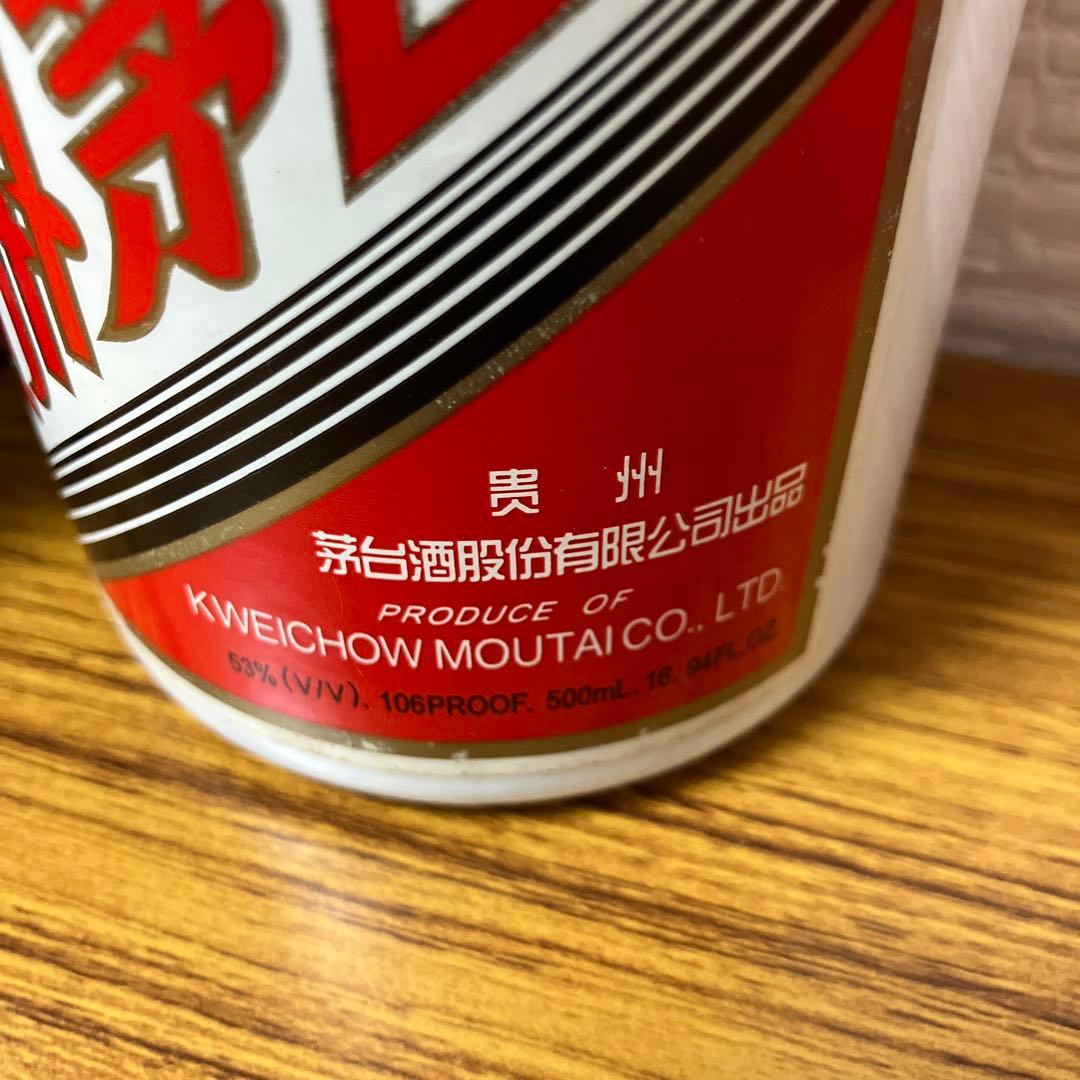 贵州
茅台酒股份有限公司出品
PRODUCE OF
KWEICHOW MOUTAI CO., LTD.
53% (V/V). 106PROOF. 500mL. 16. 94FL.OZ.